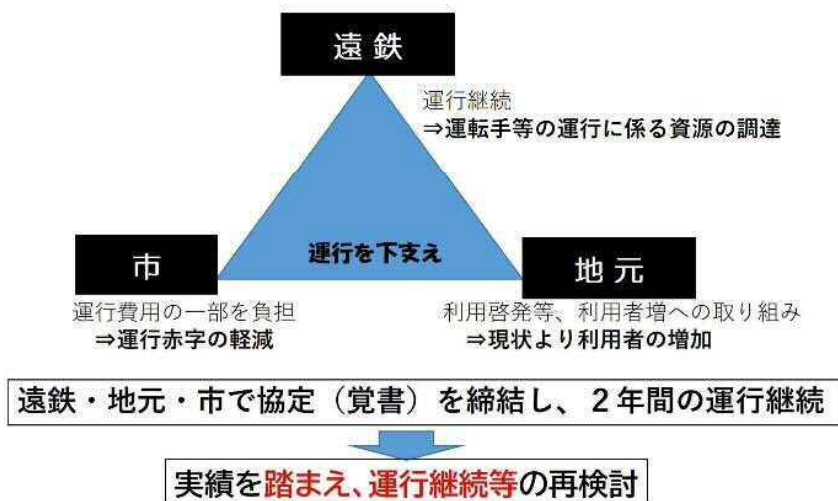 遠鉄
運行継続
⇒運転手等の運行に係る資源の調達
運行を下支え
市
地元
運行費用の一部を負担
⇒運行赤字の軽減
利用啓発等、利用者増への取り組み
⇒現状より利用者の増加
遠鉄・地元・市で協定（覚書）を締結し、２年間の運行継続
実績を踏まえ、運行継続等の再検討